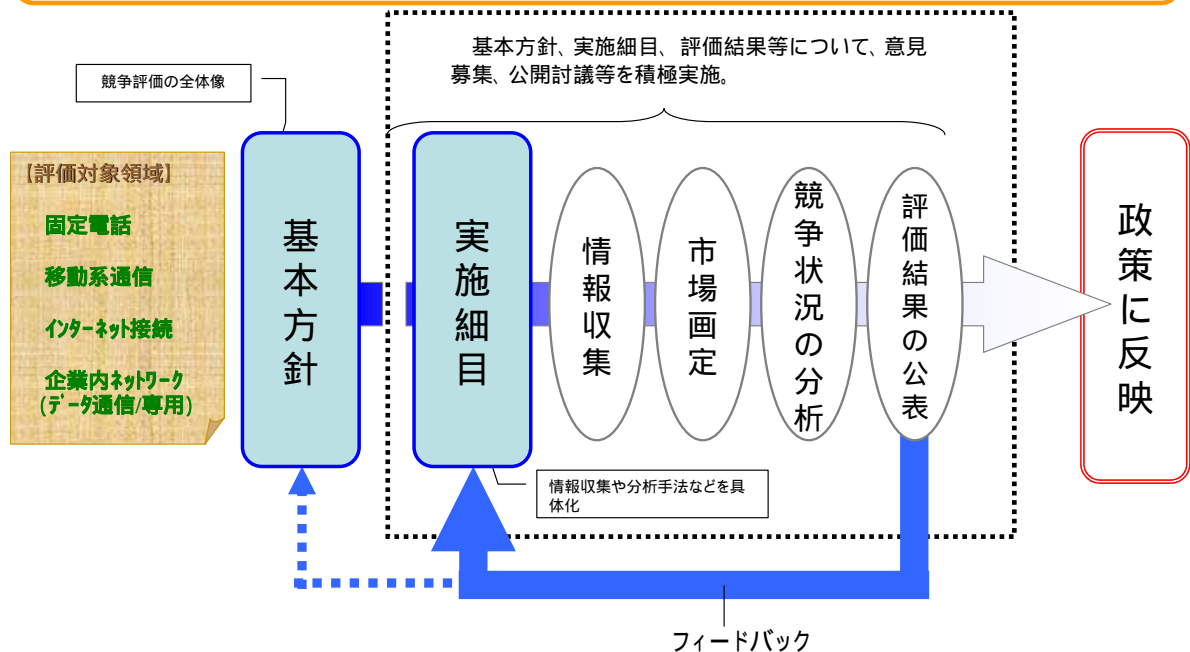 基本方針、実施細目、評価結果等について、意見
募集、公開討議等を積極実施。
競争評価の全体像
【評価対象領域】
固定電話
移動系通信
インターネット接続
企業内ネットワーク
(データ通信/専用)
基本方針
実施細目
情報収集
市場画定
競争状況の分析
評価結果の公表
政策に反映
情報収集や分析手法などを具
体化
フィードバック